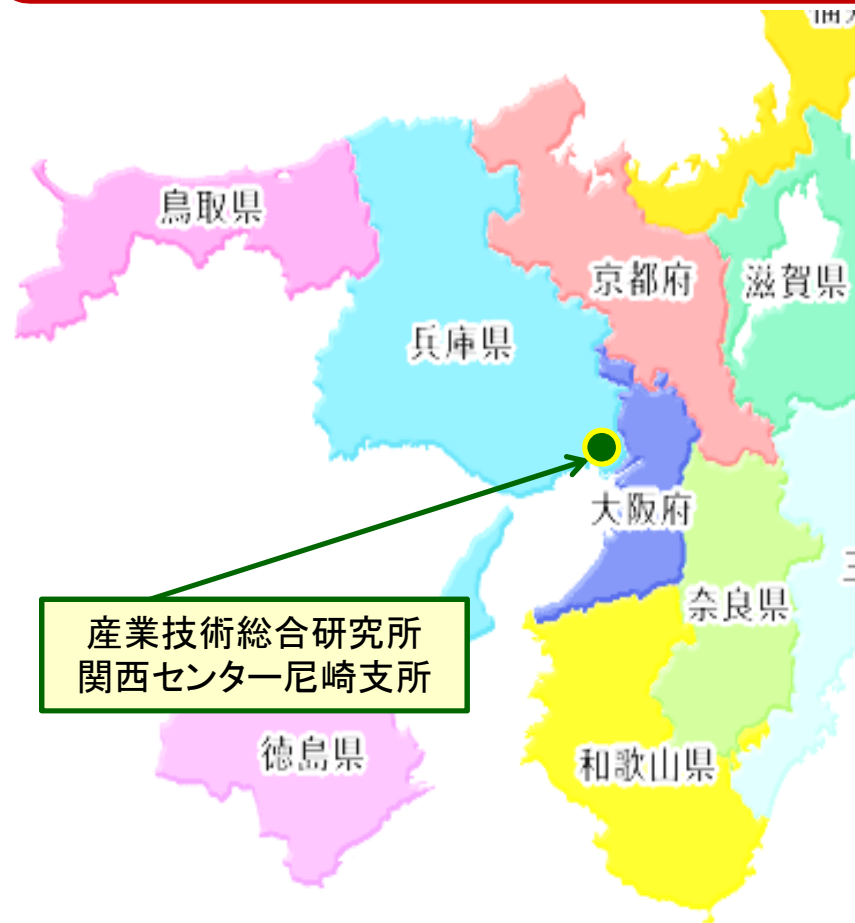 鳥取県
京都府
滋賀県
兵庫県
大阪府
奈良県
産業技術総合研究所
関西センター尼崎支所
徳島県
和歌山県